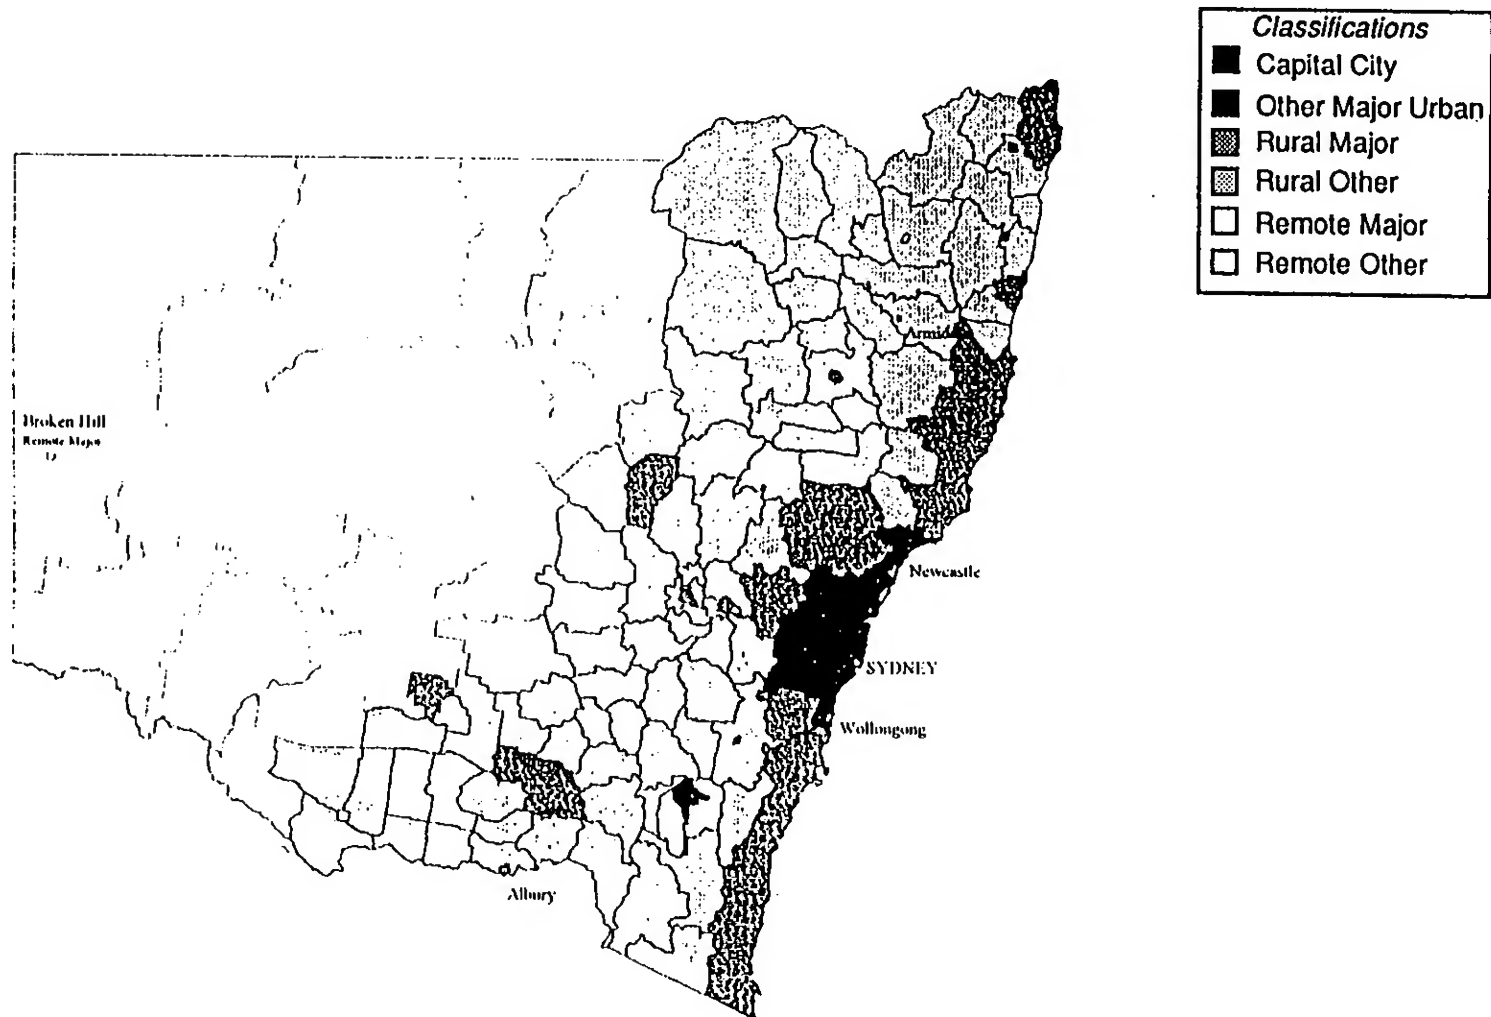 Classifications
Capital City
Other Major Urban
Rural Major
Rural Other
Remote Major
Remote Other
Broken Hill
Remote Major
Newcastle
SYDNEY
Wollongong
Albury